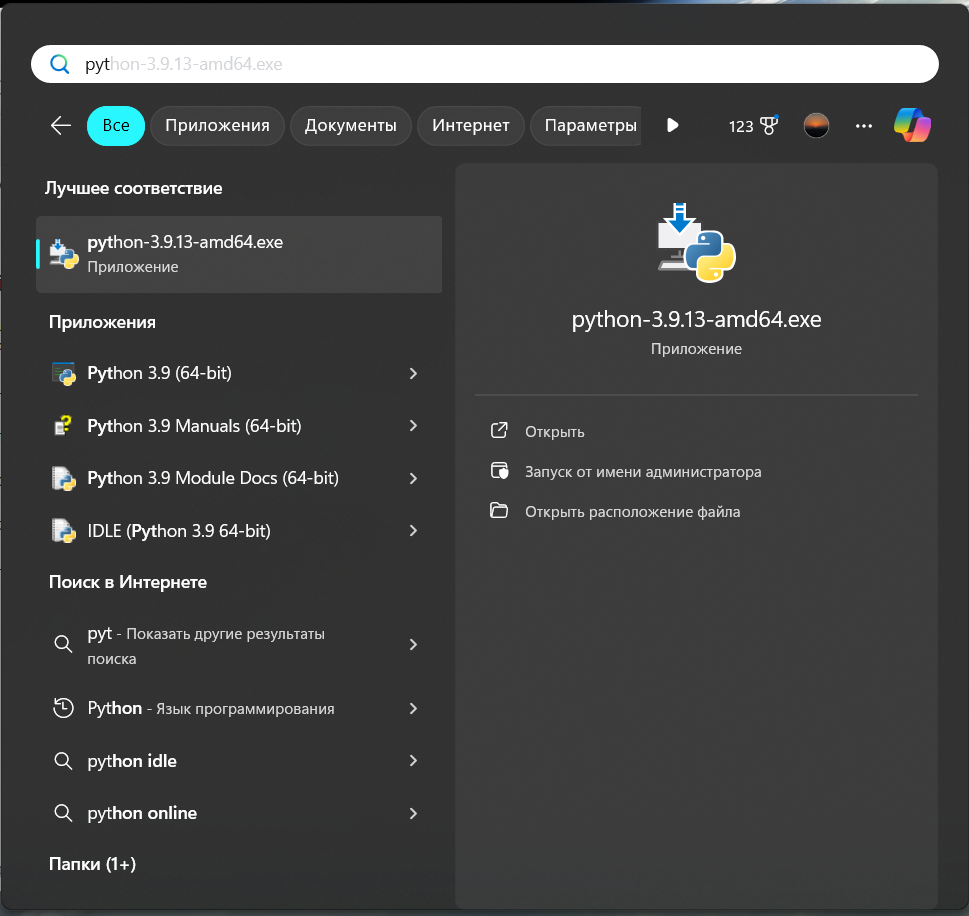 python-3.9.13-amd64.exe
Все Приложения Документы Интернет Параметры 123
Лучшее соответствие
python-3.9.13-amd64.exe
Приложение
Приложения
Python 3.9 (64-bit)
Python 3.9 Manuals (64-bit)
Python 3.9 Module Docs (64-bit)
IDLE (Python 3.9 64-bit)
Поиск в Интернете
pyt - Показать другие результаты
поиска
Python - Язык программирования
python idle
python online
Папки (1+)
python-3.9.13-amd64.exe
Приложение
Открыть
Запуск от имени администратора
Открыть расположение файла